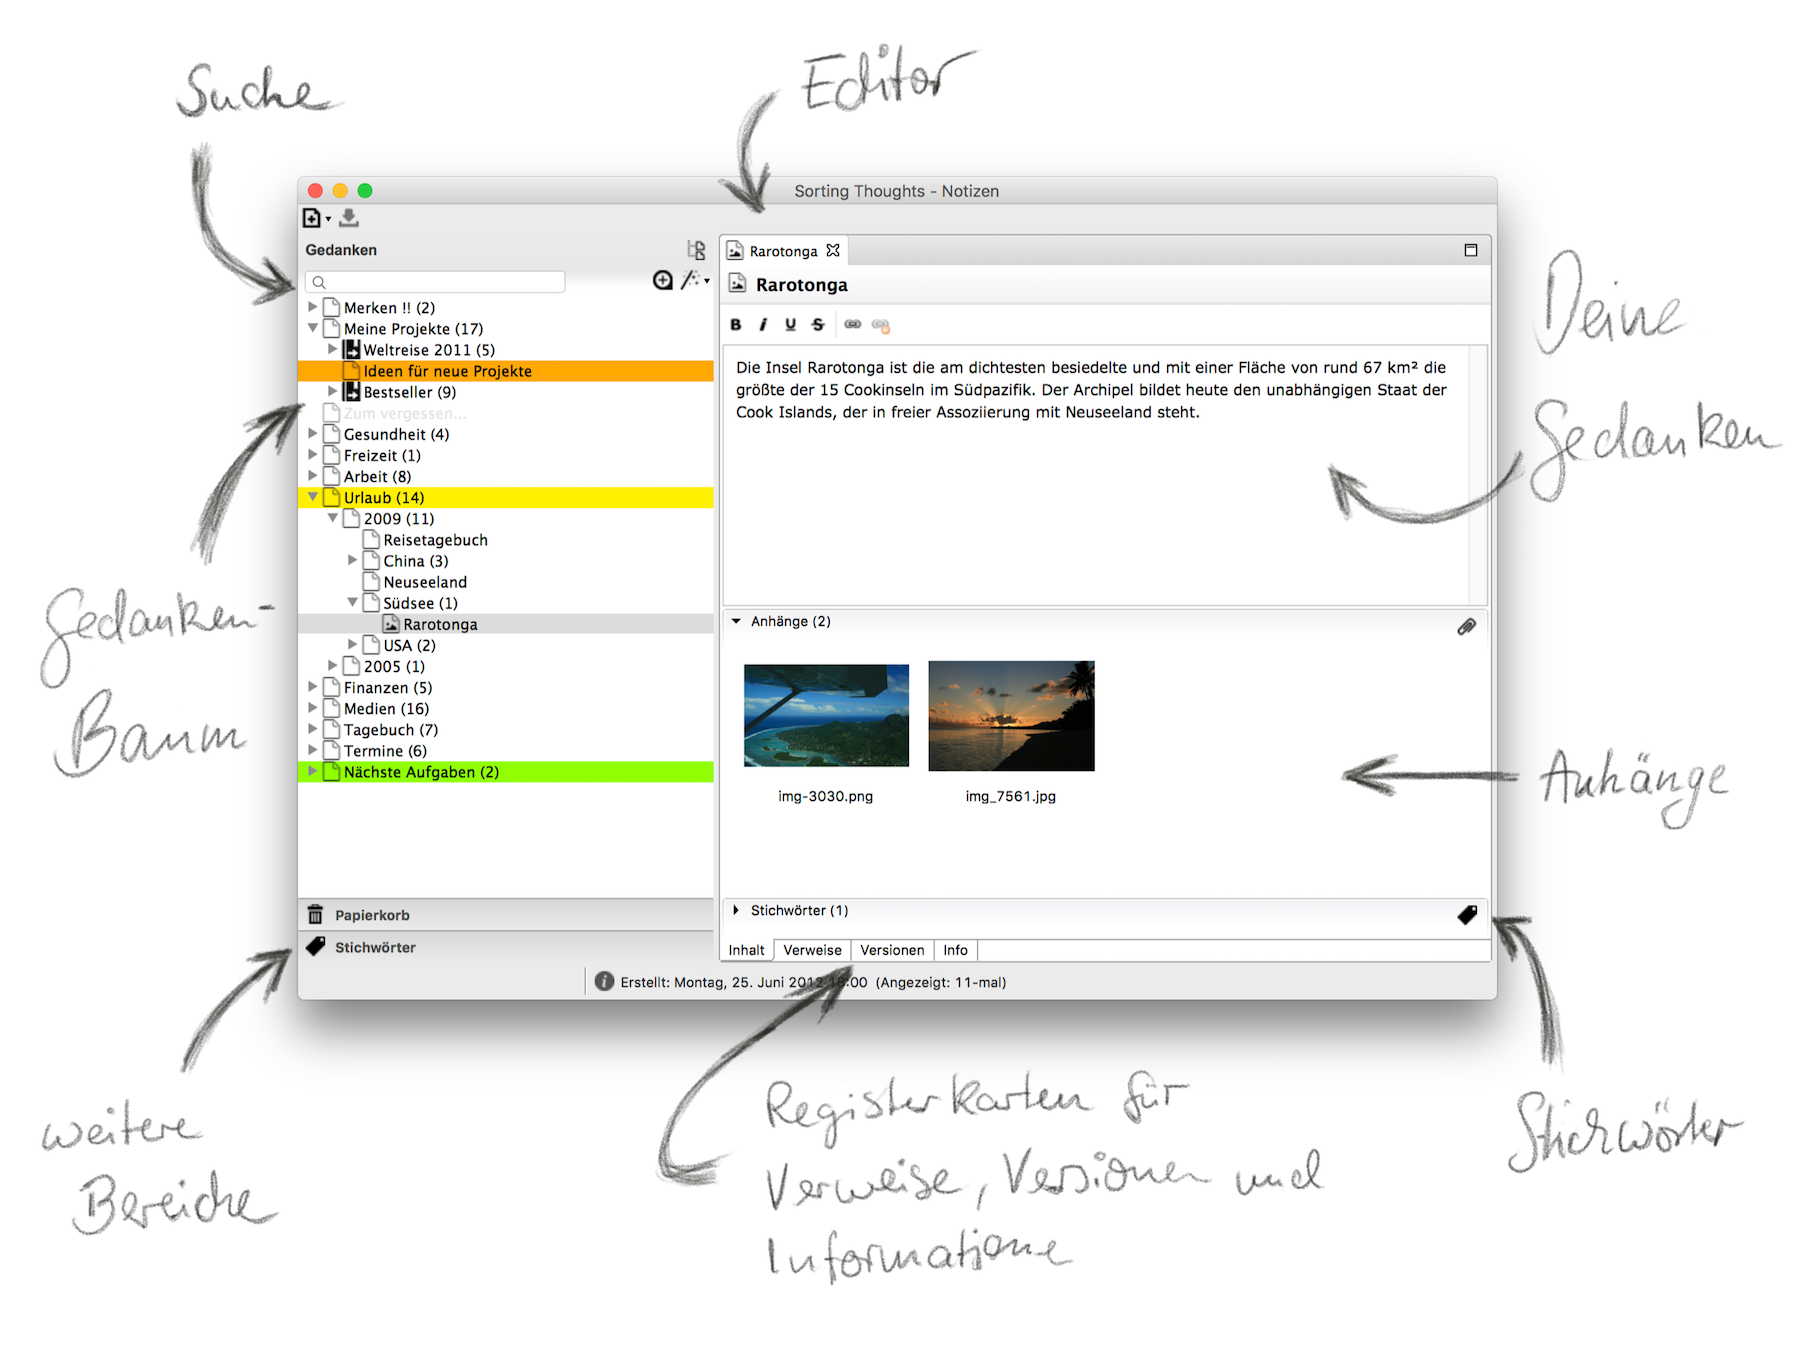 Suche
Editor
Sorting Thoughts - Notizen
Gedanken
Merken !! (2)
Meine Projekte (17)
Weltreise 2011 (5)
Ideen für neue Projekte
Bestseller (9)
Zum vergessen...
Gesundheit (4)
Freizeit (1)
Arbeit (8)
Urlaub (14)
2009 (11)
Reisetagebuch
China (3)
Neuseeland
Südsee (1)
Rarotonga
USA (2)
2005 (1)
Finanzen (5)
Medien (16)
Tagebuch (7)
Termine (6)
Nächste Aufgaben (2)
Papierkorb
Stichwörter
Rarotonga
Rarotonga
B i U S
Die Insel Rarotonga ist die am dichtesten besiedelte und mit einer Fläche von rund 67 km² die
größte der 15 Cookinseln im Südpazifik. Der Archipel bildet heute den unabhängigen Staat der
Cook Islands, der in freier Assoziierung mit Neuseeland steht.
Anhänge (2)
img-3030.png
img_7561.jpg
Stichwörter (1)
Inhalt Verweise Versionen Info
Erstellt: Montag, 25. Juni 2012 :00 (Angezeigt: 11-mal)
Deine
Gedanken
Gedanken-
Baum
Anhänge
weitere
Bereiche
Registerkarten für
Verweise, Versionen und
Informatione
Stichwörter